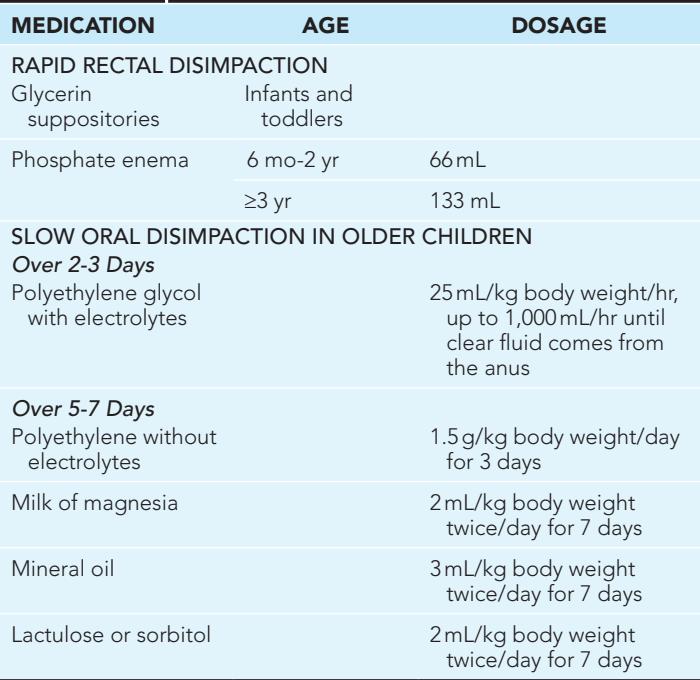 MEDICATION AGE DOSAGE
RAPID RECTAL DISIMPACTION
Glycerin Infants and
suppositories toddlers
Phosphate enema 6 mo-2 yr 66 mL
≥3 yr 133 mL
SLOW ORAL DISIMPACTION IN OLDER CHILDREN
Over 2-3 Days
Polyethylene glycol 25 mL/kg body weight/hr,
with electrolytes up to 1,000 mL/hr until
clear fluid comes from
the anus
Over 5-7 Days
Polyethylene without 1.5 g/kg body weight/day
electrolytes for 3 days
Milk of magnesia 2 mL/kg body weight
twice/day for 7 days
Mineral oil 3 mL/kg body weight
twice/day for 7 days
Lactulose or sorbitol 2 mL/kg body weight
twice/day for 7 days